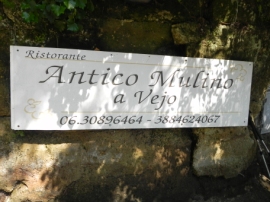 Ristorante
Antico Mulino
a Vejo
06.30896464 - 3884624067